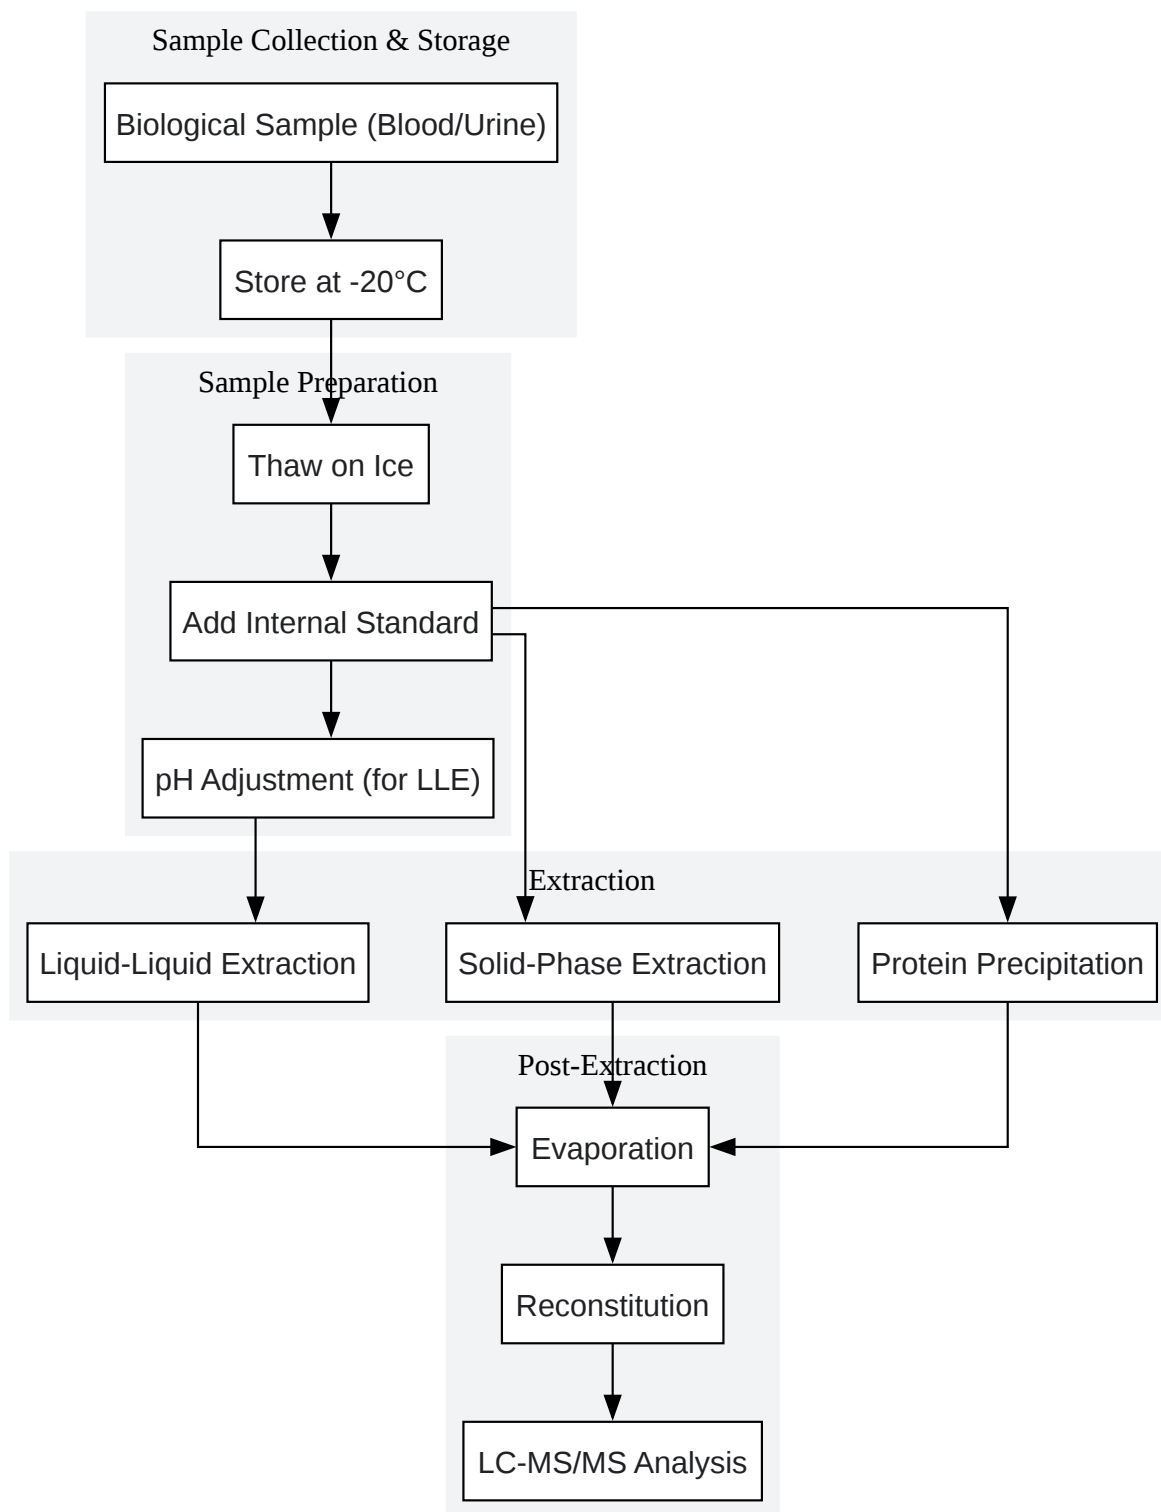 Sample Collection & Storage
Biological Sample (Blood/Urine)
Store at -20°C
Sample Preparation
Thaw on Ice
Add Internal Standard
pH Adjustment (for LLE)
Extraction
Liquid-Liquid Extraction
Solid-Phase Extraction
Protein Precipitation
Post-Extraction
Evaporation
Reconstitution
LC-MS/MS Analysis